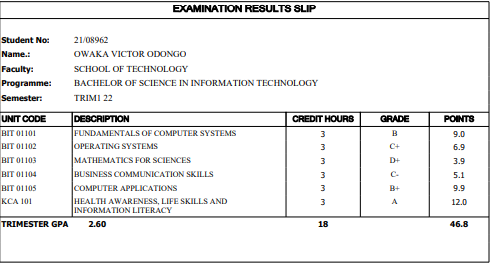 EXAMINATION RESULTS SLIP
Student No: 21/08962
Name.: OWAKA VICTOR ODONGO
Faculty: SCHOOL OF TECHNOLOGY
Programme: BACHELOR OF SCIENCE IN INFORMATION TECHNOLOGY
Semester: TRIM1 22
UNIT CODE DESCRIPTION CREDIT HOURS GRADE POINTS
BIT 01101 FUNDAMENTALS OF COMPUTER SYSTEMS 3 B 9.0
BIT 01102 OPERATING SYSTEMS 3 C+ 6.9
BIT 01103 MATHEMATICS FOR SCIENCES 3 D+ 3.9
BIT 01104 BUSINESS COMMUNICATION SKILLS 3 C- 5.1
BIT 01105 COMPUTER APPLICATIONS 3 B+ 9.9
KCA 101 HEALTH AWARENESS, LIFE SKILLS AND 3 A 12.0
INFORMATION LITERACY
TRIMESTER GPA 2.60 18 46.8